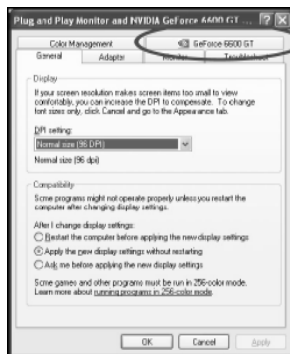 Plug and Play Monitor and NVIDIA GeForce 6600 GT ...
Color Management
GeForce 6600 GT
General
Adapter
Monitor
Troubleshoot
Display
If your screen resolution makes screen items too small to view
comfortably, you can increase the DPI to compensate. To change
font sizes only, click Cancel and go to the Appearance tab.
DPI setting:
Normal size (96 DPI)
Normal size (96 dpi)
Compatibility
Some programs might not operate properly unless you restart the
computer after changing display settings.
After I change display settings:
Restart the computer before applying the new display settings
Apply the new display settings without restarting
Ask me before applying the new display settings
Some games and other programs must be run in 256-color mode.
Learn more about running programs in 256-color mode.
OK
Cancel
Apply